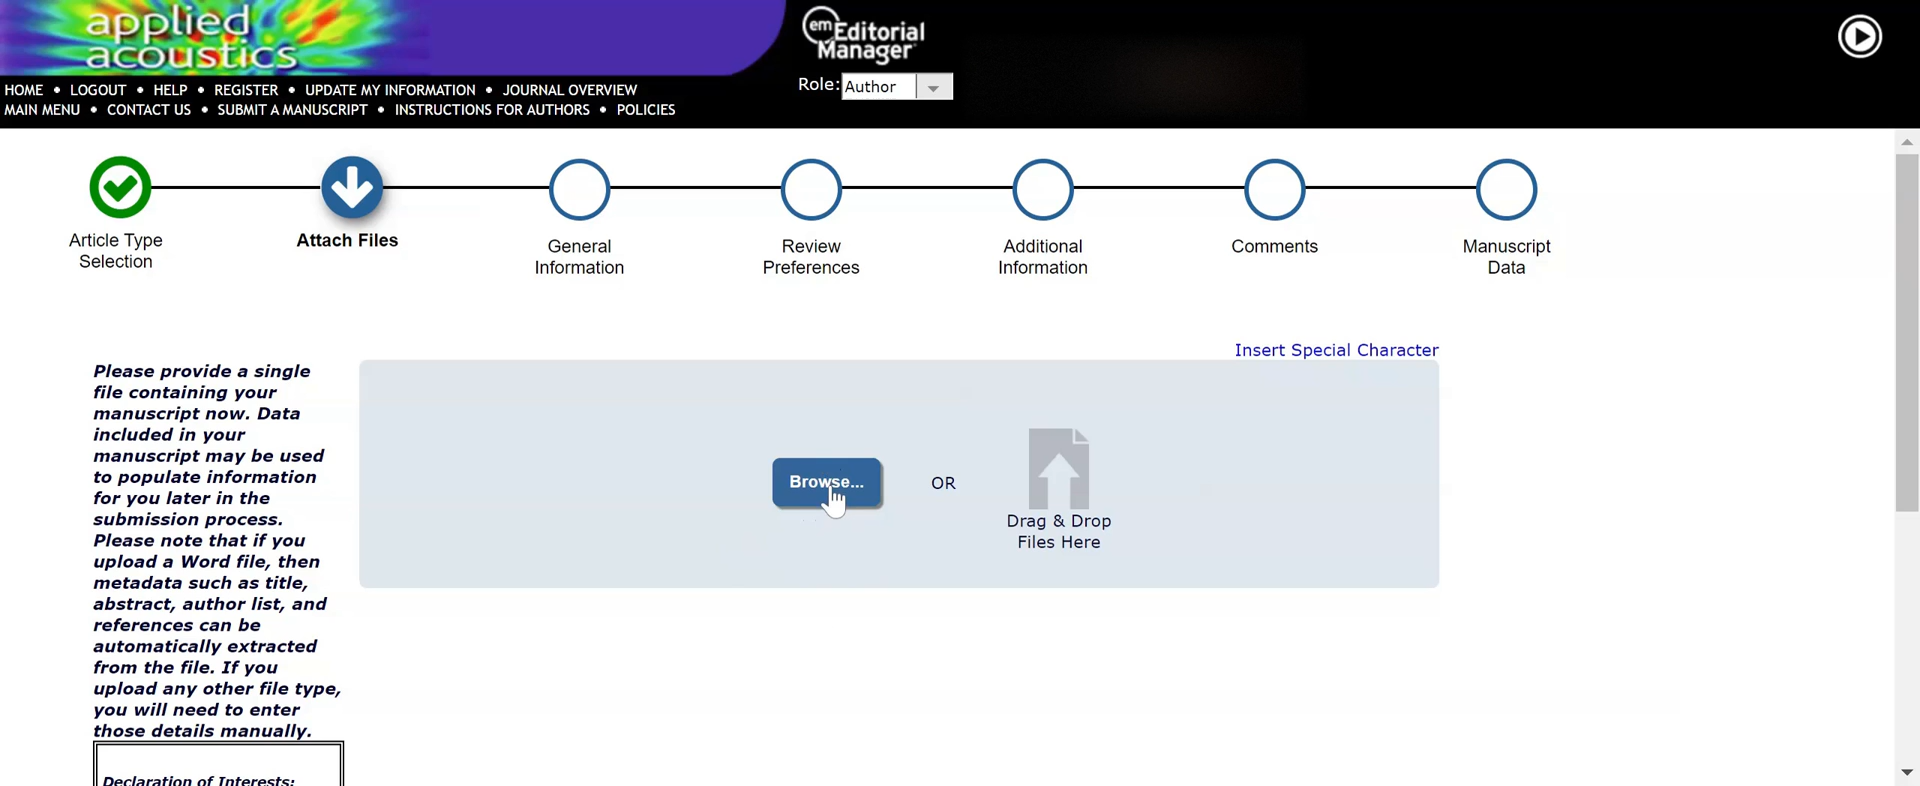 applied
acoustics
em Editorial
Manager
Role: Author
HOME • LOGOUT • HELP • REGISTER • UPDATE MY INFORMATION • JOURNAL OVERVIEW
MAIN MENU • CONTACT US • SUBMIT A MANUSCRIPT • INSTRUCTIONS FOR AUTHORS • POLICIES
Article Type
Selection
Attach Files
General
Information
Review
Preferences
Additional
Information
Comments
Manuscript
Data
Insert Special Character
Please provide a single
file containing your
manuscript now. Data
included in your
manuscript may be used
to populate information
for you later in the
submission process.
Please note that if you
upload a Word file, then
metadata such as title,
abstract, author list, and
references can be
automatically extracted
from the file. If you
upload any other file type,
you will need to enter
those details manually.
Declaration of Interests:
Browse...
OR
Drag & Drop
Files Here